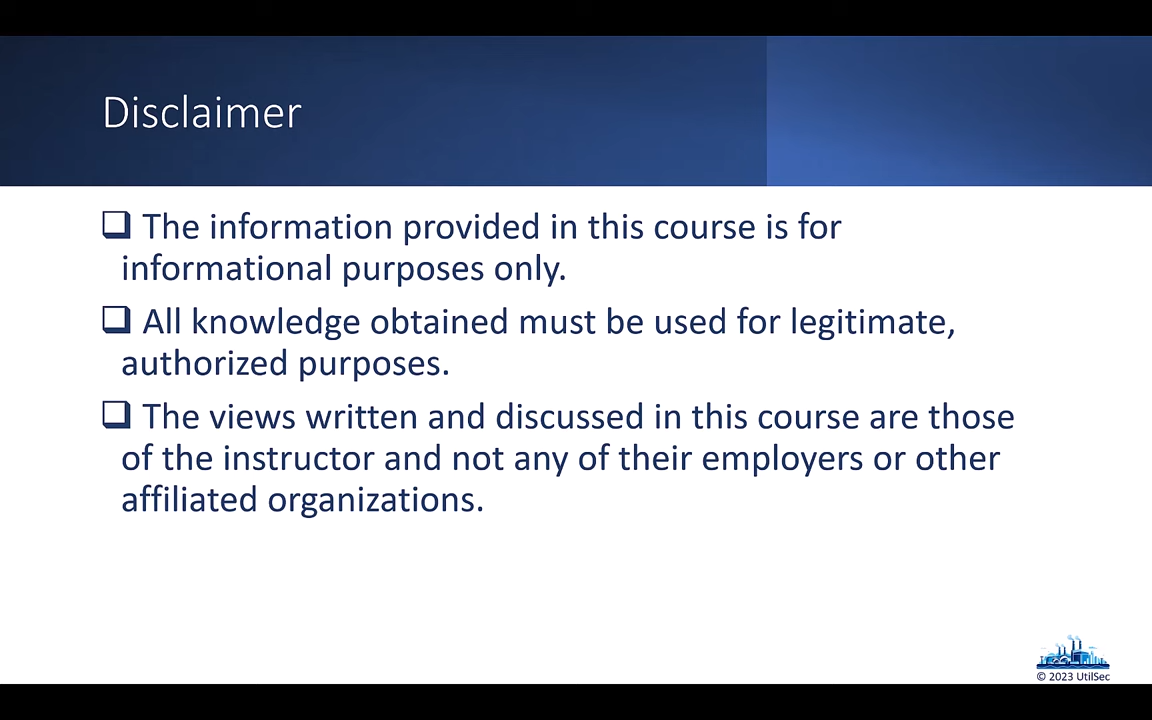 Disclaimer
❑ The information provided in this course is for
informational purposes only.
❑ All knowledge obtained must be used for legitimate,
authorized purposes.
❑ The views written and discussed in this course are those
of the instructor and not any of their employers or other
affiliated organizations.
© 2023 UtilSec